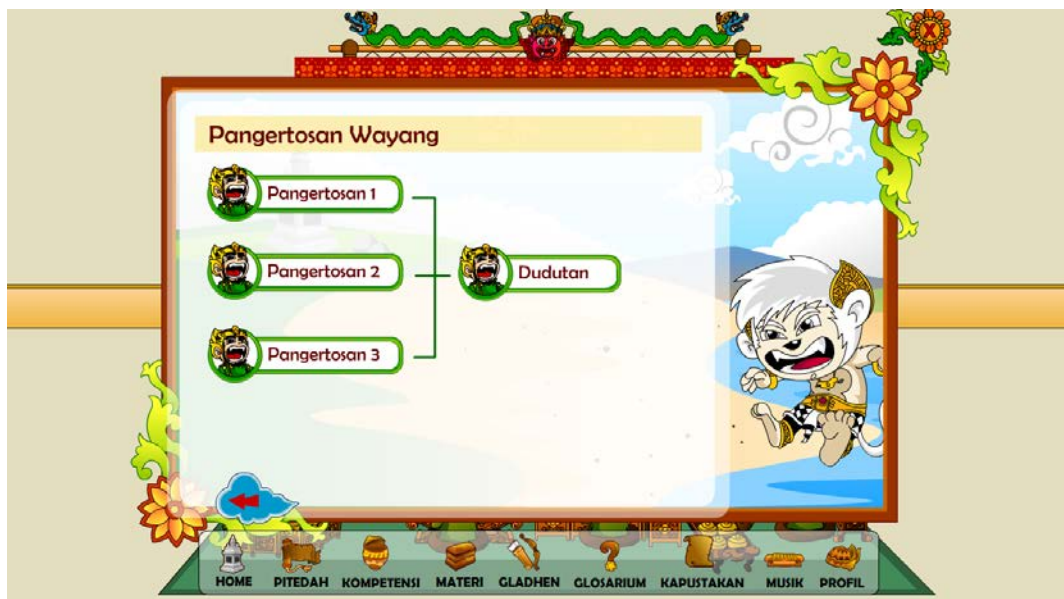 X
Pangertosan Wayang
Pangertosan 1
Pangertosan 2
Dudutan
Pangertosan 3
HOME PITEDAH KOMPETENSI MATERI GLADHEN GLOSARIUM KAPUSTAKAN MUSIK PROFIL